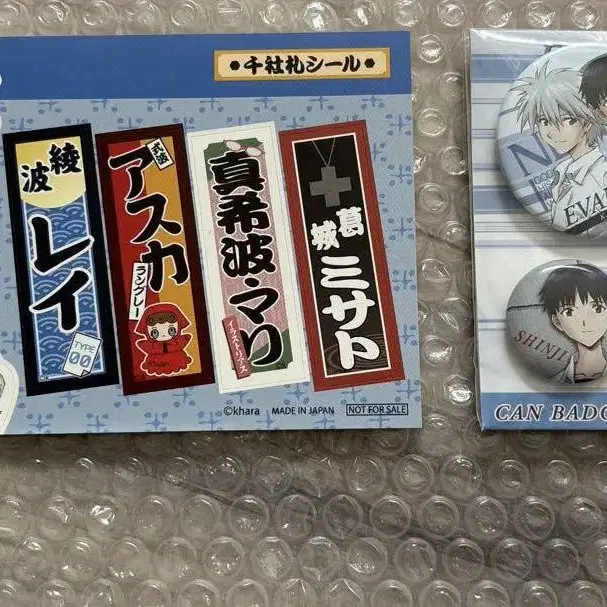 千社札シール
綾波
レイ
TYPE
00
式波
アスカ
ラングレー
真希波・マリ
イラストリアス
葛城
ミサト
©khara MADE IN JAPAN NOT FOR SALE
N
EVA
SHINJI
CAN BADG